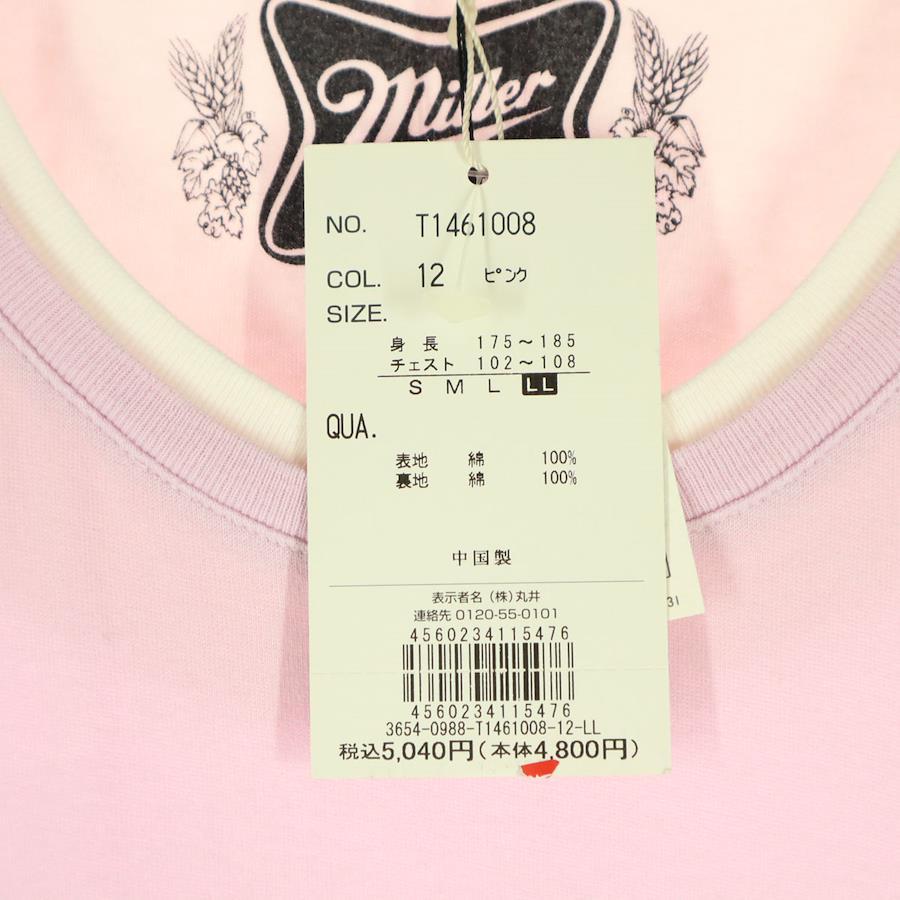 Miller
NO. T1461008
COL. 12 ピンク
SIZE.
身長 175～185
チェスト 102～108
S M L LL
QUA.
表地 綿 100%
裏地 綿 100%
中国製
表示者名（株）丸井
連絡先 0120-55-0101
4560234115476
4560234115476
3654-0988-T1461008-12-LL
税込5,040円（本体4,800円）
31